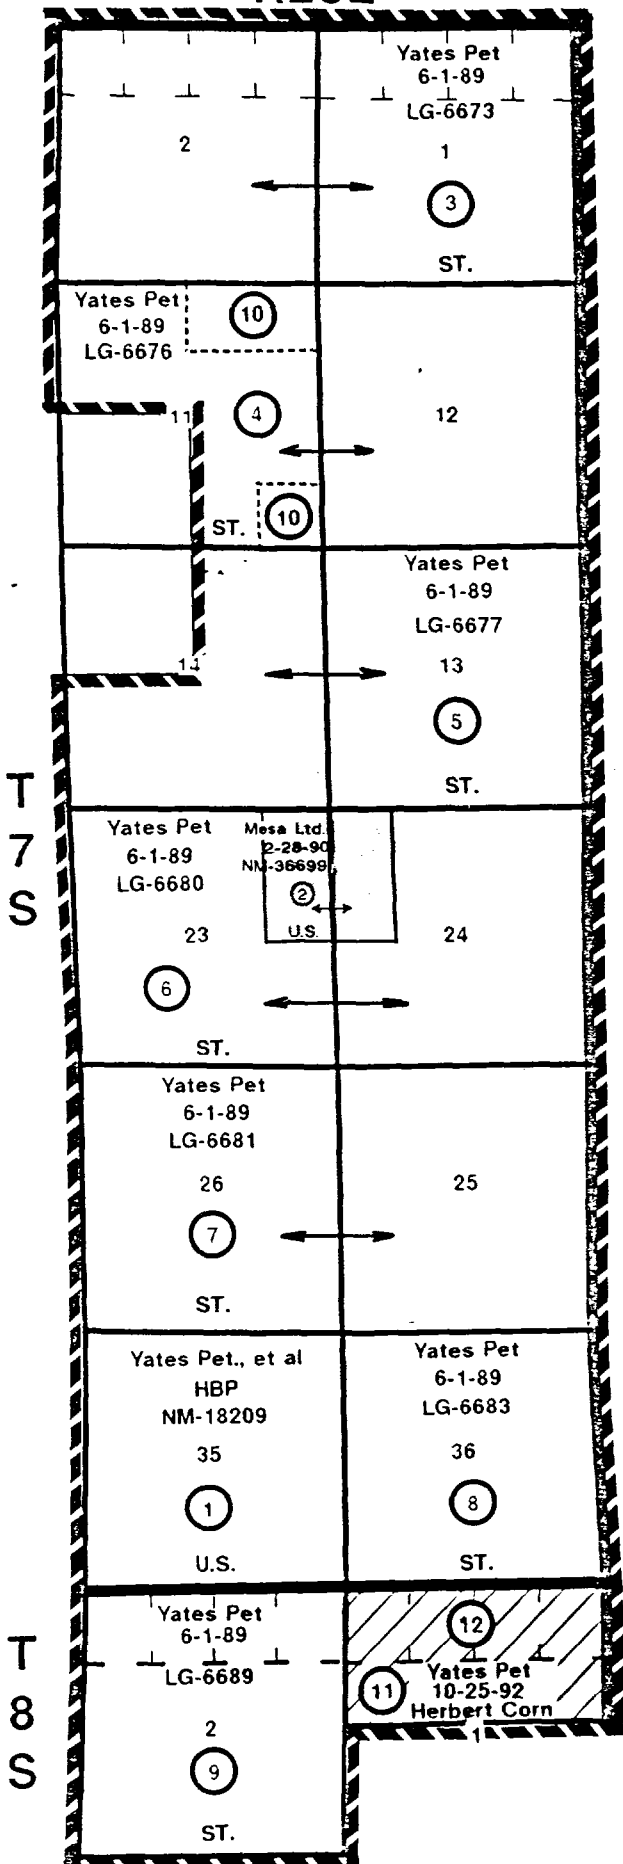 Yates Pet
6-1-89
LG-6673
2
1
3
ST.
Yates Pet
6-1-89
LG-6676
10
4
11
12
10
ST.
Yates Pet
6-1-89
LG-6677
14
13
5
ST.
T
7
S
Yates Pet
6-1-89
LG-6680
Mesa Ltd.
2-28-90
NM-36699
2
U.S.
23
24
6
ST.
Yates Pet
6-1-89
LG-6681
26
25
7
ST.
Yates Pet., et al
HBP
NM-18209
35
1
U.S.
Yates Pet
6-1-89
LG-6683
36
8
ST.
T
8
S
Yates Pet
6-1-89
LG-6689
2
9
ST.
12
11
Yates Pet
10-25-92
Herbert Corn
1